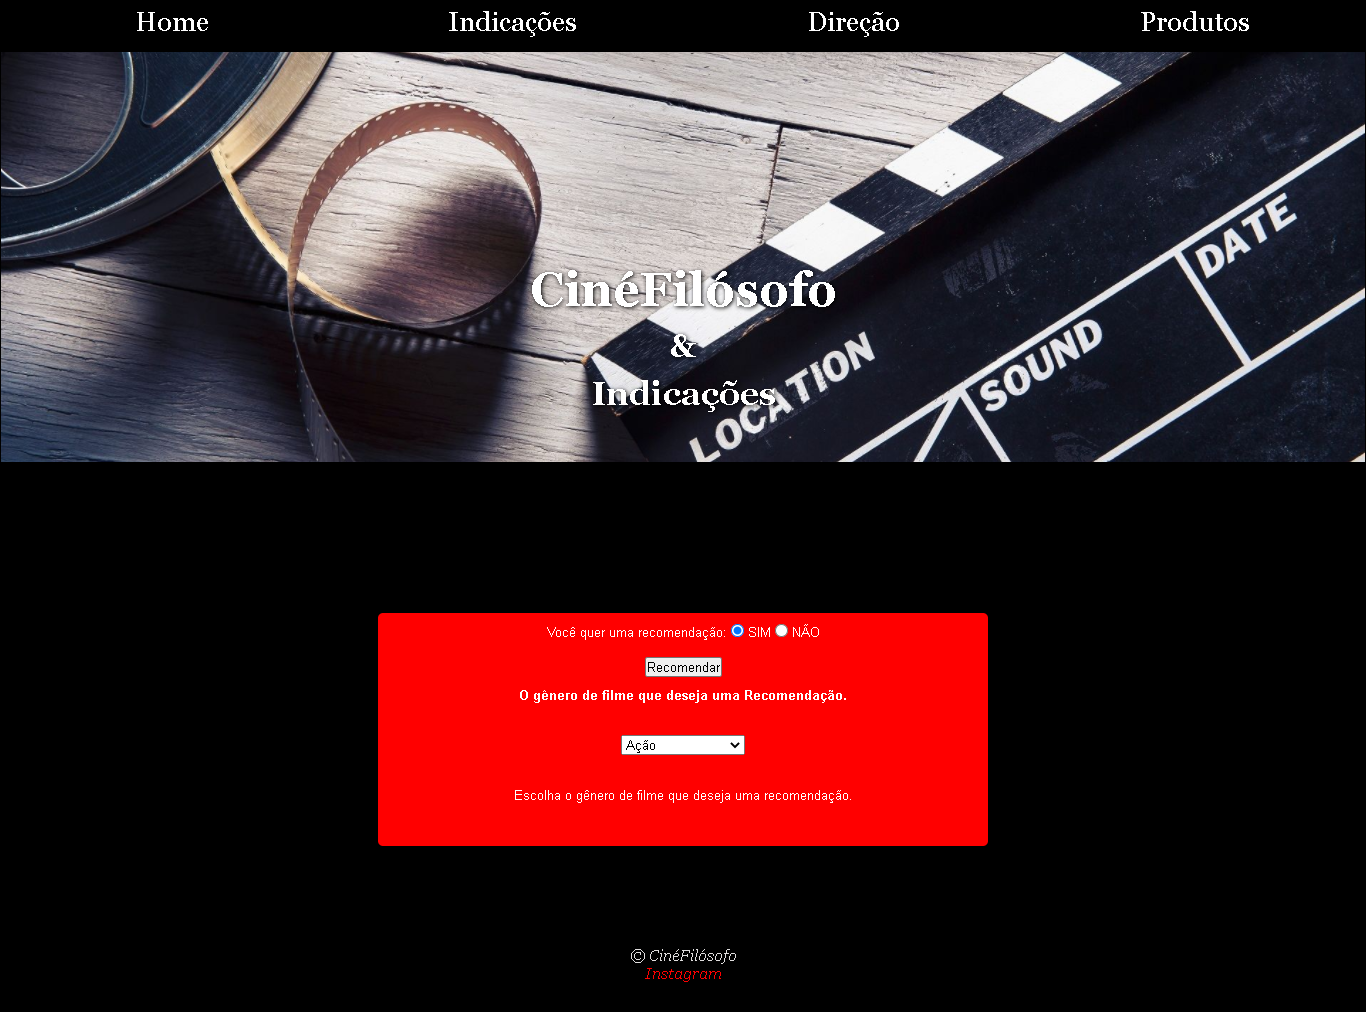 Home Indicações Direção Produtos
CinéFilósofo
&
Indicações
LOCATION
SOUND
DATE
Você quer uma recomendação: SIM NÃO
Recomendar
O gênero de filme que deseja uma Recomendação.
Ação
Escolha o gênero de filme que deseja uma recomendação.
© CinéFilósofo
Instagram